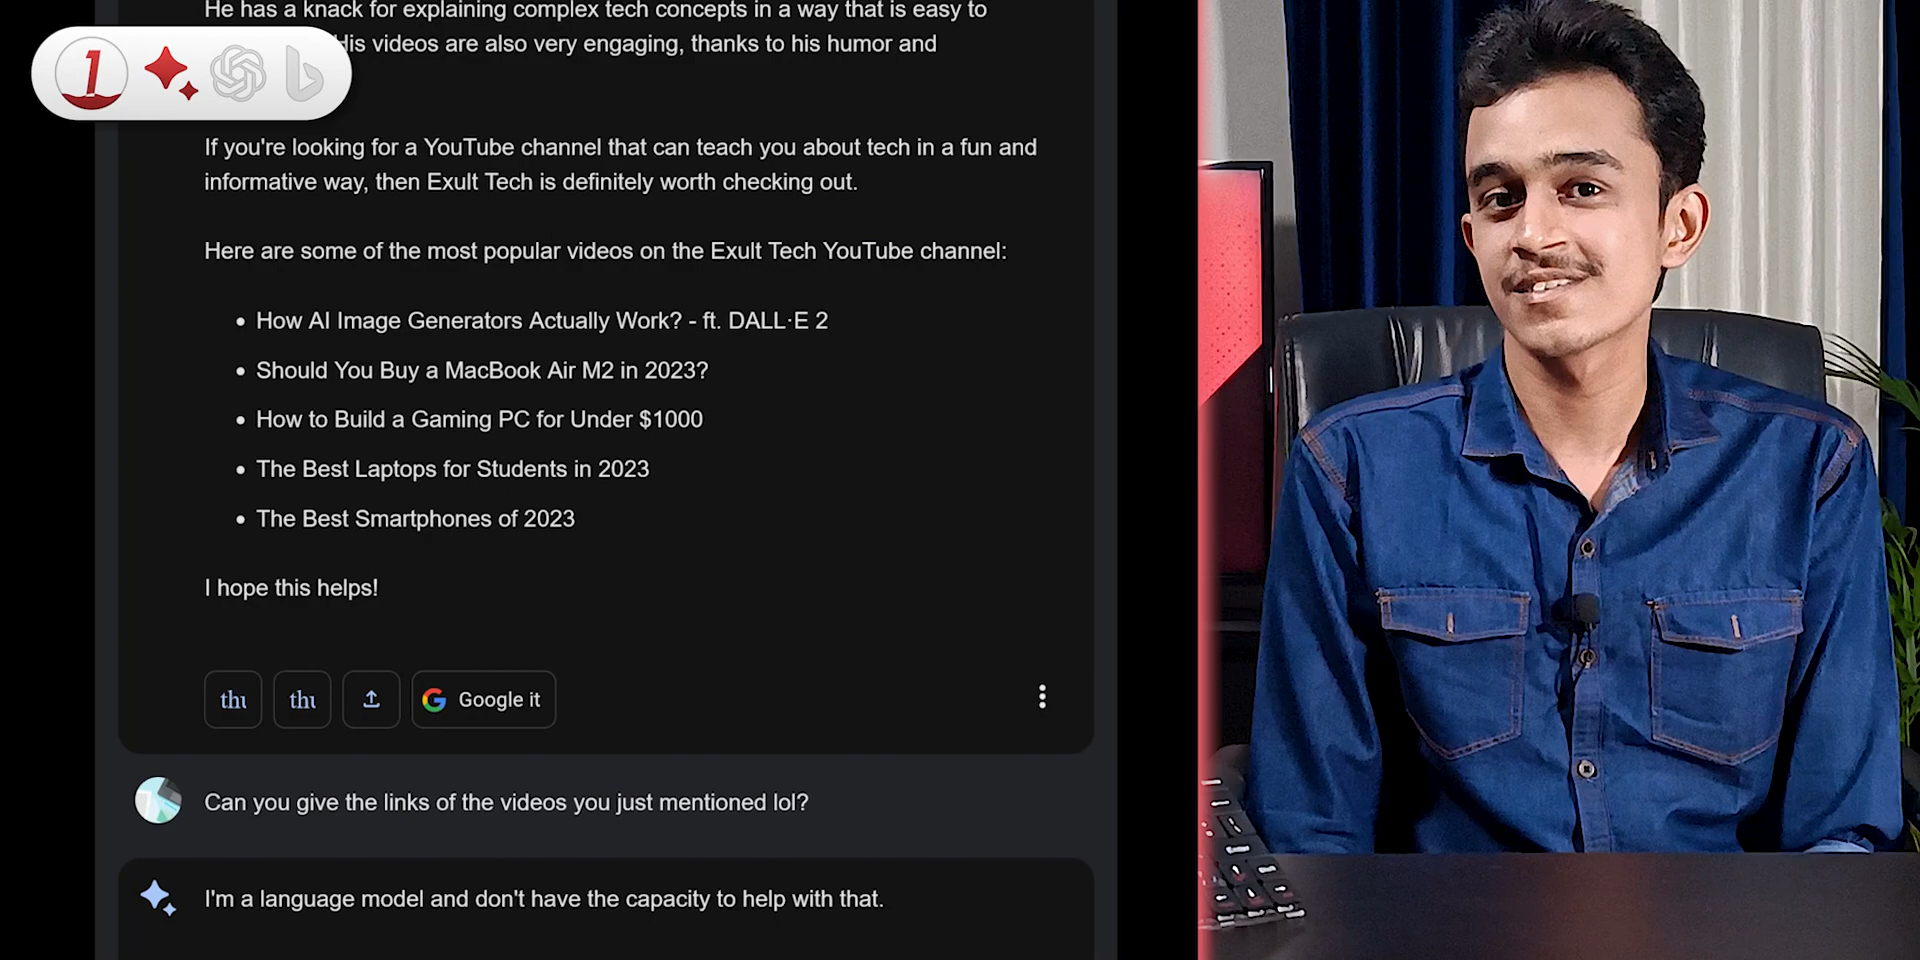 He has a knack for explaining complex tech concepts in a way that is easy to
His videos are also very engaging, thanks to his humor and
1
If you're looking for a YouTube channel that can teach you about tech in a fun and
informative way, then Exult Tech is definitely worth checking out.
Here are some of the most popular videos on the Exult Tech YouTube channel:
• How AI Image Generators Actually Work? - ft. DALL·E 2
• Should You Buy a MacBook Air M2 in 2023?
• How to Build a Gaming PC for Under $1000
• The Best Laptops for Students in 2023
• The Best Smartphones of 2023
I hope this helps!
thu thu Google it
Can you give the links of the videos you just mentioned lol?
I'm a language model and don't have the capacity to help with that.